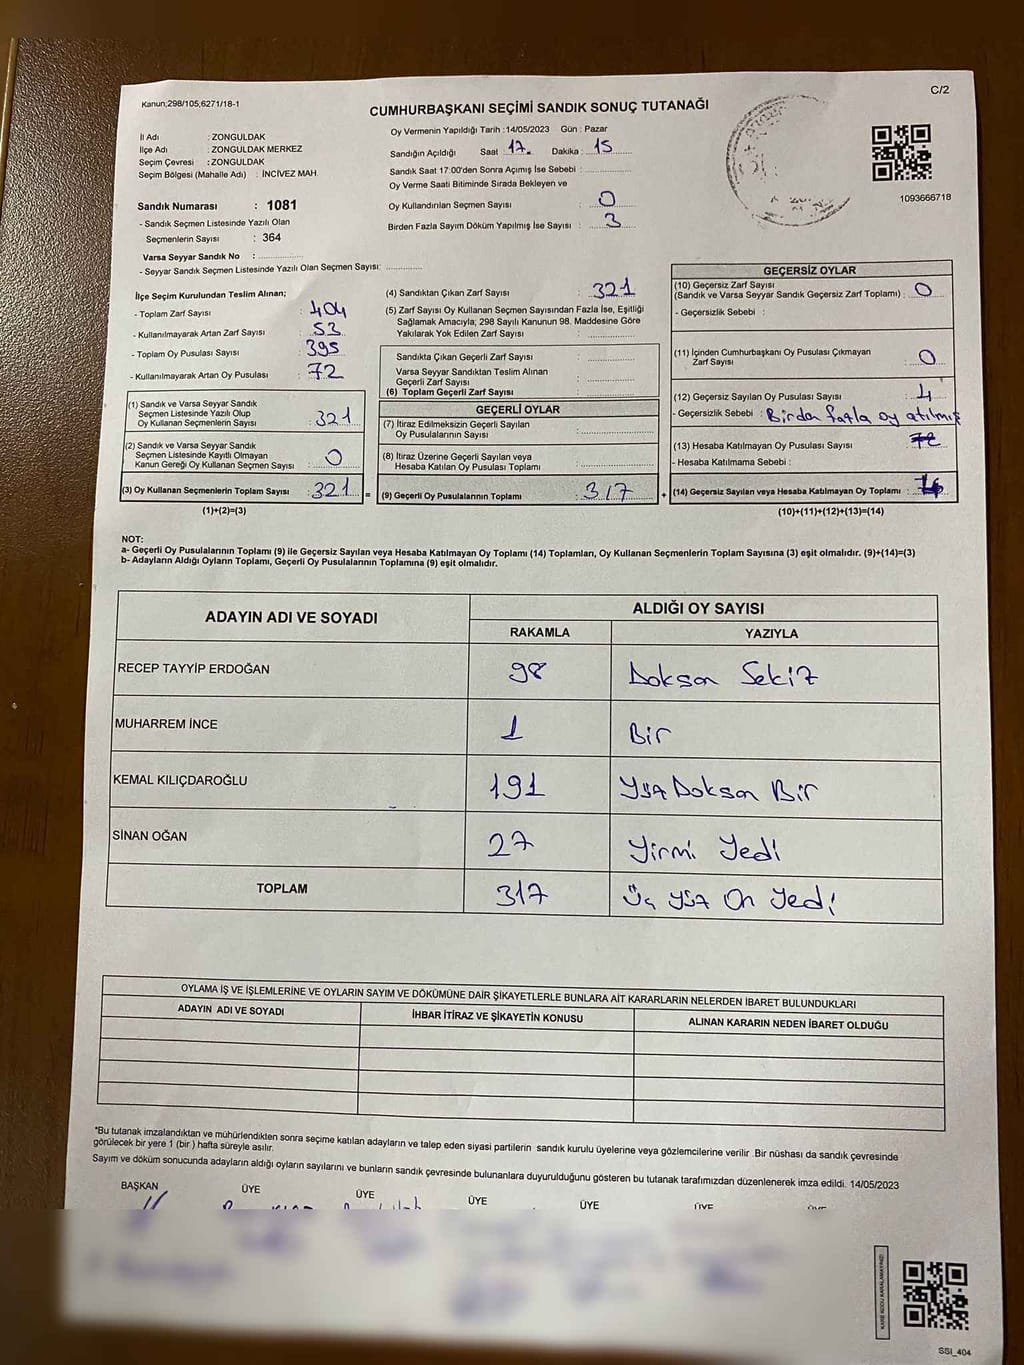 Kanun;298/105,6271/18-1
C/2
CUMHURBAŞKANI SEÇİMİ SANDIK SONUÇ TUTANAĞI
İl Adı : ZONGULDAK
İlçe Adı : ZONGULDAK MERKEZ
Seçim Çevresi : ZONGULDAK
Seçim Bölgesi (Mahalle Adı) : İNCİVEZ MAH.
Sandık Numarası : 1081
- Sandık Seçmen Listesinde Yazılı Olan
Seçmenlerin Sayısı : 364
Varsa Seyyar Sandık No :
- Seyyar Sandık Seçmen Listesinde Yazılı Olan Seçmen Sayısı:
Oy Vermenin Yapıldığı Tarih :14/05/2023 Gün : Pazar
Sandığın Açıldığı Saat 17. Dakika : 15
Sandık Saat 17:00'den Sonra Açımış İse Sebebi :
Oy Verme Saati Bitiminde Sırada Bekleyen ve
Oy Kullandırılan Seçmen Sayısı : 0
Birden Fazla Sayım Döküm Yapılmış İse Sayısı : 3
1093666718
İlçe Seçim Kurulundan Teslim Alınan;
- Toplam Zarf Sayısı : 404
- Kullanılmayarak Artan Zarf Sayısı : 53
- Toplam Oy Pusulası Sayısı : 395
- Kullanılmayarak Artan Oy Pusulası : 72
(1) Sandık ve Varsa Seyyar Sandık
Seçmen Listesinde Yazılı Olup
Oy Kullanan Seçmenlerin Sayısı : 321
(2) Sandık ve Varsa Seyyar Sandık
Seçmen Listesinde Kayıtlı Olmayan
Kanun Gereği Oy Kullanan Seçmen Sayısı : 0
(3) Oy Kullanan Seçmenlerin Toplam Sayısı : 321 =
(1)+(2)=(3)
(4) Sandıktan Çıkan Zarf Sayısı : 321
(5) Zarf Sayısı Oy Kullanan Seçmen Sayısından Fazla İse, Eşitliği
Sağlamak Amacıyla; 298 Sayılı Kanunun 98. Maddesine Göre
Yakılarak Yok Edilen Zarf Sayısı :
Sandıkta Çıkan Geçerli Zarf Sayısı :
Varsa Seyyar Sandıktan Teslim Alınan
Geçerli Zarf Sayısı :
(6) Toplam Geçerli Zarf Sayısı :
GEÇERLİ OYLAR
(7) İtiraz Edilmeksizin Geçerli Sayılan
Oy Pusulalarının Sayısı :
(8) İtiraz Üzerine Geçerli Sayılan veya
Hesaba Katılan Oy Pusulası Toplamı :
(9) Geçerli Oy Pusulalarının Toplamı : 317 +
GEÇERSİZ OYLAR
(10) Geçersiz Zarf Sayısı
(Sandık ve Varsa Seyyar Sandık Geçersiz Zarf Toplamı) : 0
- Geçersizlik Sebebi :
(11) İçinden Cumhurbaşkanı Oy Pusulası Çıkmayan
Zarf Sayısı : 0
(12) Geçersiz Sayılan Oy Pusulası Sayısı : 4
- Geçersizlik Sebebi : Birden fazla oy atılmış
(13) Hesaba Katılmayan Oy Pusulası Sayısı : 72
- Hesaba Katılmama Sebebi :
(14) Geçersiz Sayılan veya Hesaba Katılmayan Oy Toplamı :
(10)+(11)+(12)+(13)=(14)
NOT:
a- Geçerli Oy Pusulalarının Toplamı (9) ile Geçersiz Sayılan veya Hesaba Katılmayan Oy Toplamı (14) Toplamları, Oy Kullanan Seçmenlerin Toplam Sayısına (3) eşit olmalıdır. (9)+(14)=(3)
b- Adayların Aldığı Oyların Toplamı, Geçerli Oy Pusulalarının Toplamına (9) eşit olmalıdır.
ADAYIN ADI VE SOYADI
ALDIĞI OY SAYISI
RAKAMLA YAZIYLA
RECEP TAYYİP ERDOĞAN 98 Doksan Sekiz
MUHARREM İNCE 1 Bir
KEMAL KILIÇDAROĞLU 191 Yüz Doksan Bir
SİNAN OĞAN 27 Yirmi Yedi
TOPLAM 317 Üç Yüz On Yedi
OYLAMA İŞ VE İŞLEMLERİNE VE OYLARIN SAYIM VE DÖKÜMÜNE DAİR ŞİKAYETLERLE BUNLARA AİT KARARLARIN NELERDEN İBARET BULUNDUKLARI
ADAYIN ADI VE SOYADI İHBAR İTİRAZ VE ŞİKAYETİN KONUSU ALINAN KARARIN NEDEN İBARET OLDUĞU
*Bu tutanak imzalandıktan ve mühürlendikten sonra seçime katılan adayların ve talep eden siyasi partilerin sandık kurulu üyelerine veya gözlemcilerine verilir .Bir nüshası da sandık çevresinde
görülecek bir yere 1 (bir ) hafta süreyle asılır.
Sayım ve döküm sonucunda adayların aldığı oyların sayılarını ve bunların sandık çevresinde bulunanlara duyurulduğunu gösteren bu tutanak tarafımızdan düzenlenerek imza edildi. 14/05/2023
BAŞKAN ÜYE ÜYE ÜYE ÜYE ÜYE
KARE KODU KARALAMAYINIZ!
SSI_404